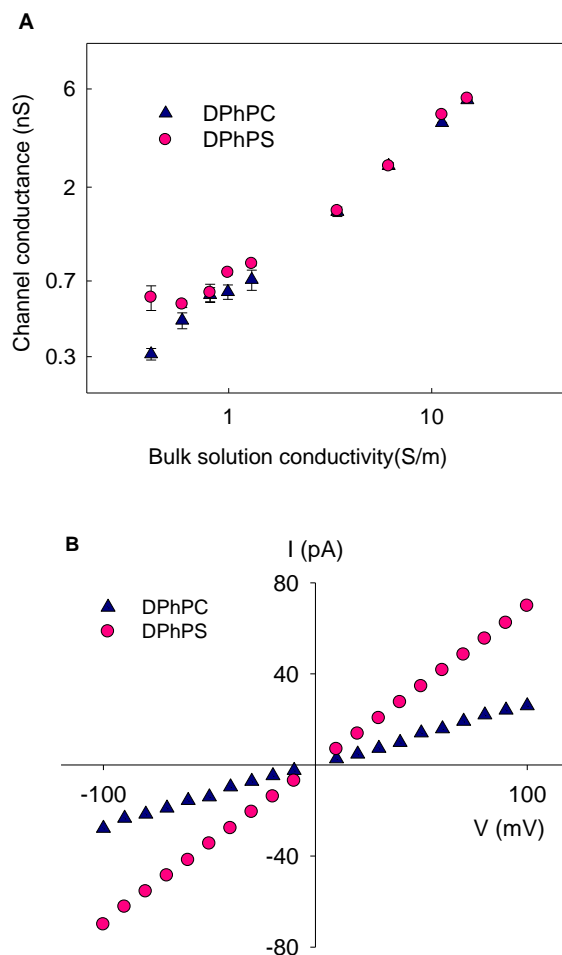 A
6
DPhPC
DPhPS
2
Channel conductance (nS)
0.7
0.3
1
10
Bulk solution conductivity(S/m)
B
I (pA)
80
DPhPC
DPhPS
40
-100
100
V (mV)
-40
-80